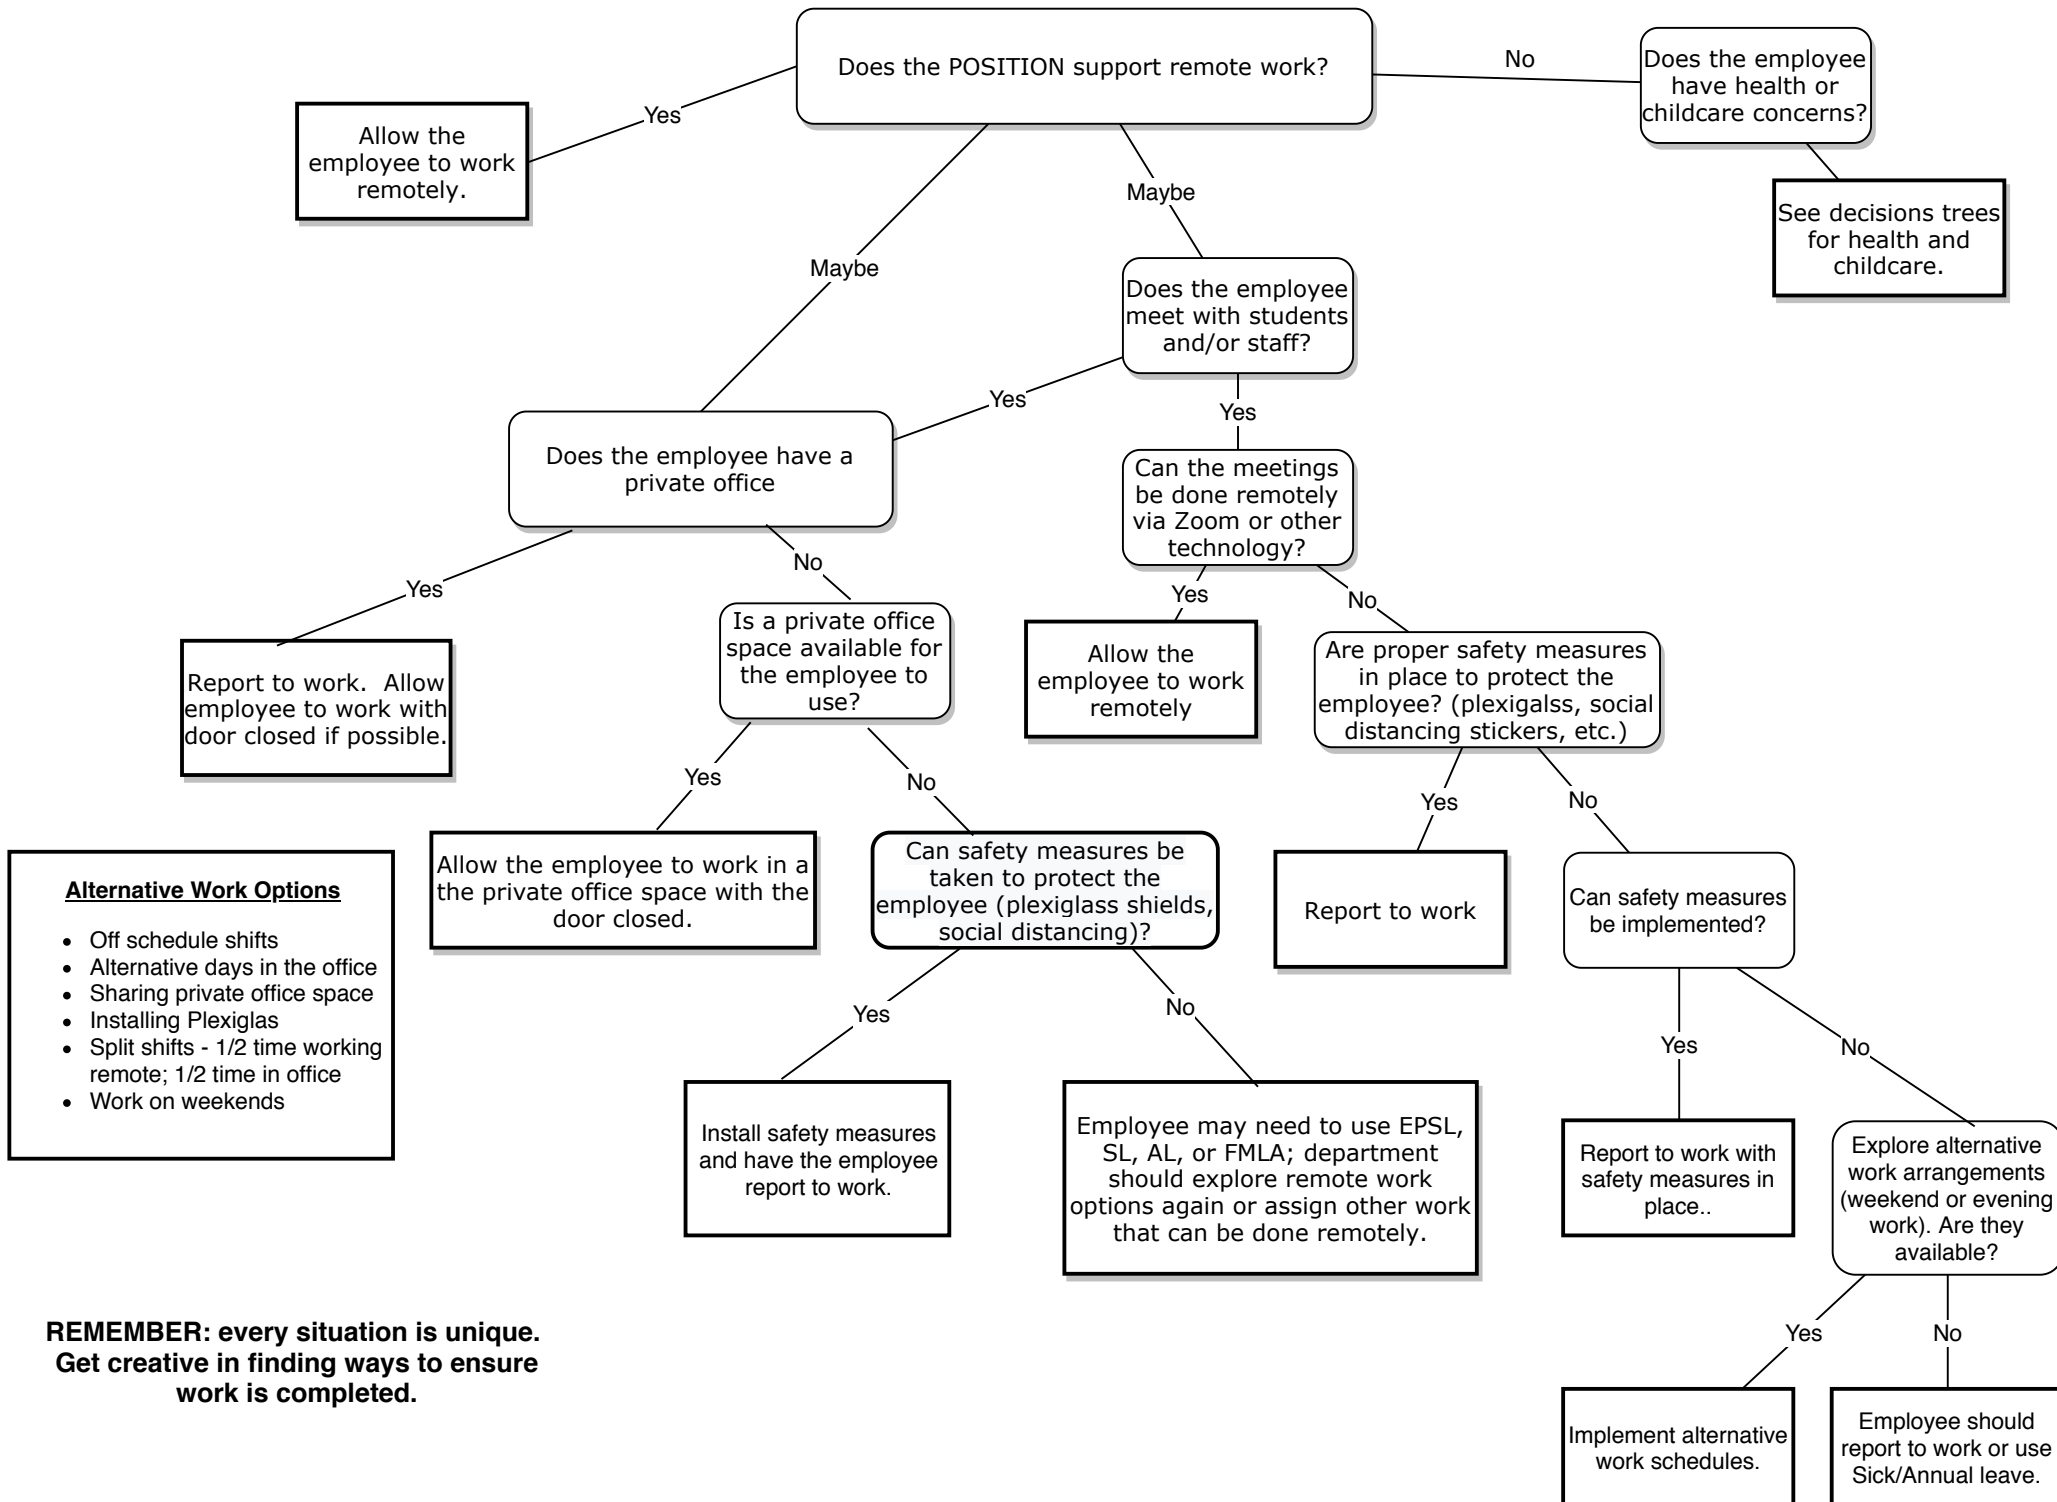 Does the POSITION support remote work?
No
Does the employee
have health or
childcare concerns?
Yes
Allow the
employee to work
remotely.
Maybe
See decisions trees
for health and
childcare.
Maybe
Does the employee
meet with students
and/or staff?
Yes
Yes
Does the employee have a
private office
Can the meetings
be done remotely
via Zoom or other
technology?
Yes
No
Yes
No
Is a private office
space available for
the employee to
use?
Allow the
employee to work
remotely
Are proper safety measures
in place to protect the
employee? (plexigalss, social
distancing stickers, etc.)
Report to work.  Allow
employee to work with
door closed if possible.
Yes
No
Yes
No
Alternative Work Options
• Off schedule shifts
• Alternative days in the office
• Sharing private office space
• Installing Plexiglas
• Split shifts - 1/2 time working
remote; 1/2 time in office
• Work on weekends
Allow the employee to work in a
the private office space with the
door closed.
Can safety measures be
taken to protect the
employee (plexiglass shields,
social distancing)?
Report to work
Can safety measures
be implemented?
Yes
No
Yes
No
Install safety measures
and have the employee
report to work.
Employee may need to use EPSL,
SL, AL, or FMLA; department
should explore remote work
options again or assign other work
that can be done remotely.
Report to work with
safety measures in
place..
Explore alternative
work arrangements
(weekend or evening
work). Are they
available?
REMEMBER: every situation is unique.
Get creative in finding ways to ensure
work is completed.
Yes
No
Implement alternative
work schedules.
Employee should
report to work or use
Sick/Annual leave.